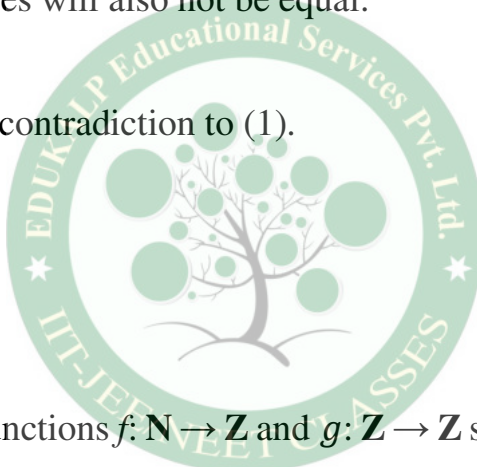 es will also not be equal.
EDUKALP Educational Services Pvt. Ltd.
contradiction to (1).
IIT-JEE NEET CLASSES
unctions f: N → Z and g: Z → Z s